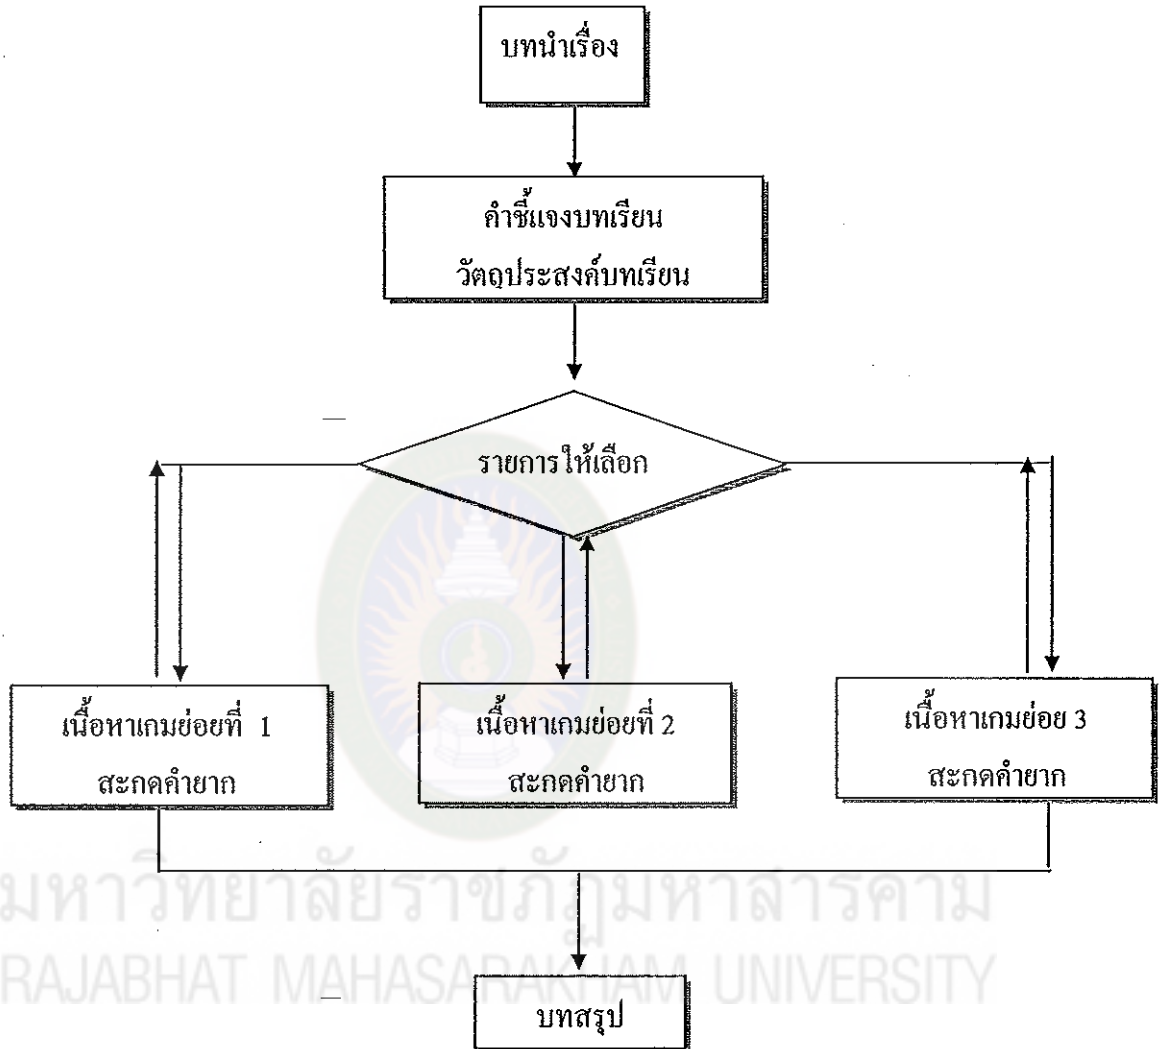 บทนำเรื่อง
คำชี้แจงบทเรียน
วัตถุประสงค์บทเรียน
รายการให้เลือก
เนื้อหาเกมย่อยที่ 1
สะกดคำยาก
เนื้อหาเกมย่อยที่ 2
สะกดคำยาก
เนื้อหาเกมย่อย 3
สะกดคำยาก
มหาวิทยาลัยราชภัฏมหาสารคาม
RAJABHAT MAHASARAKHAM UNIVERSITY
บทสรุป